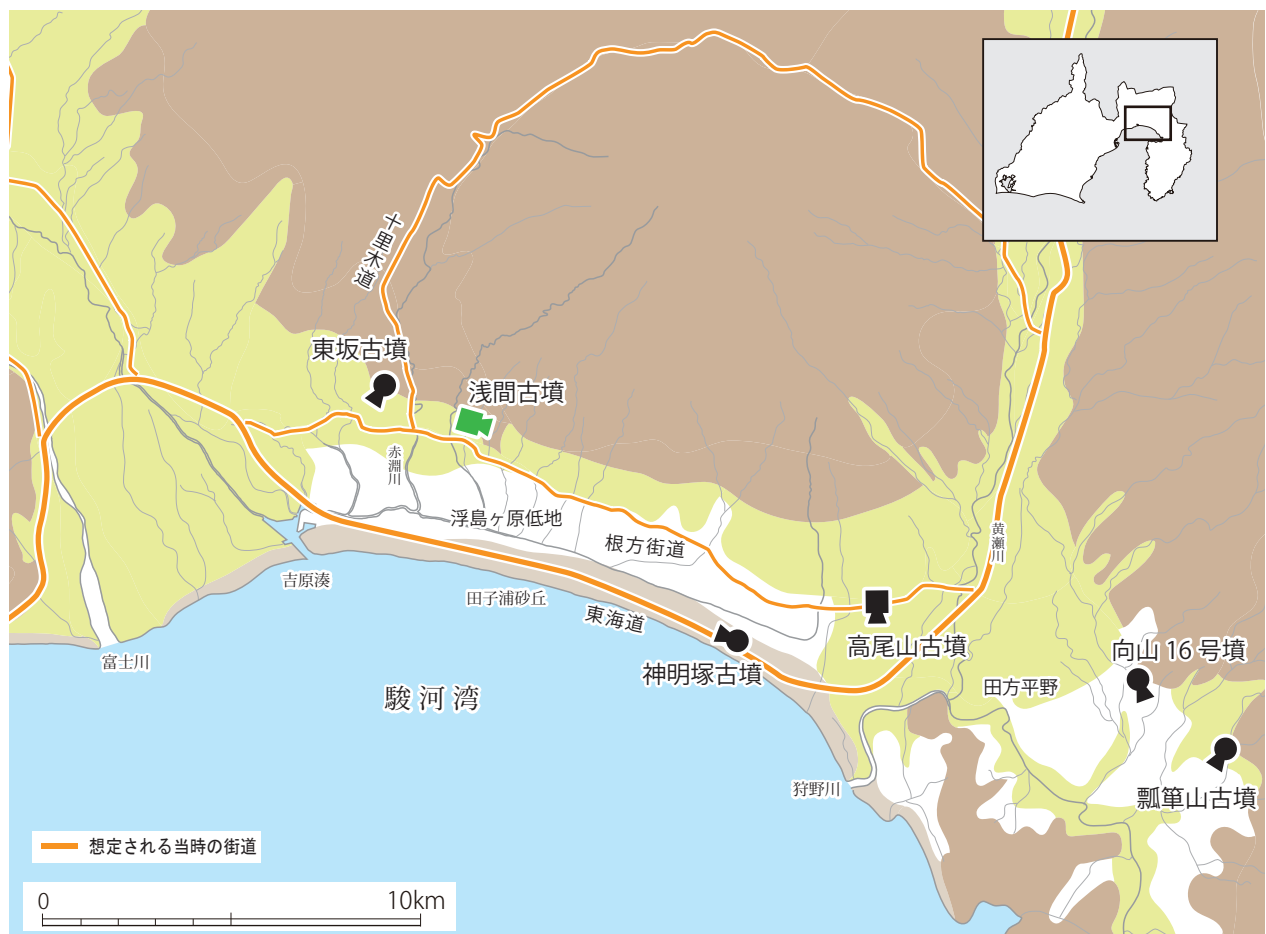 十里木道
東坂古墳
浅間古墳
赤淵川
浮島ヶ原低地
根方街道
黄瀬川
吉原湊
田子浦砂丘
東海道
高尾山古墳
向山 16 号墳
富士川
神明塚古墳
田方平野
駿河湾
狩野川
瓢箪山古墳
想定される当時の街道
0
10km